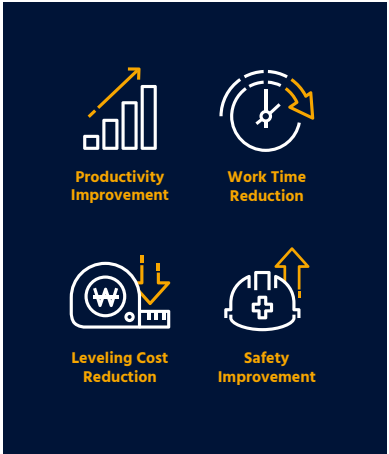 Productivity
Improvement
Work Time
Reduction
₩
Leveling Cost
Reduction
Safety
Improvement